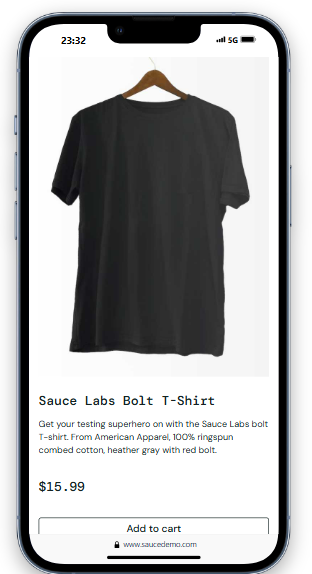 23:32
5G
Sauce Labs Bolt T-Shirt
Get your testing superhero on with the Sauce Labs bolt
T-shirt. From American Apparel, 100% ringspun
combed cotton, heather gray with red bolt.
$15.99
Add to cart
www.saucedemo.com